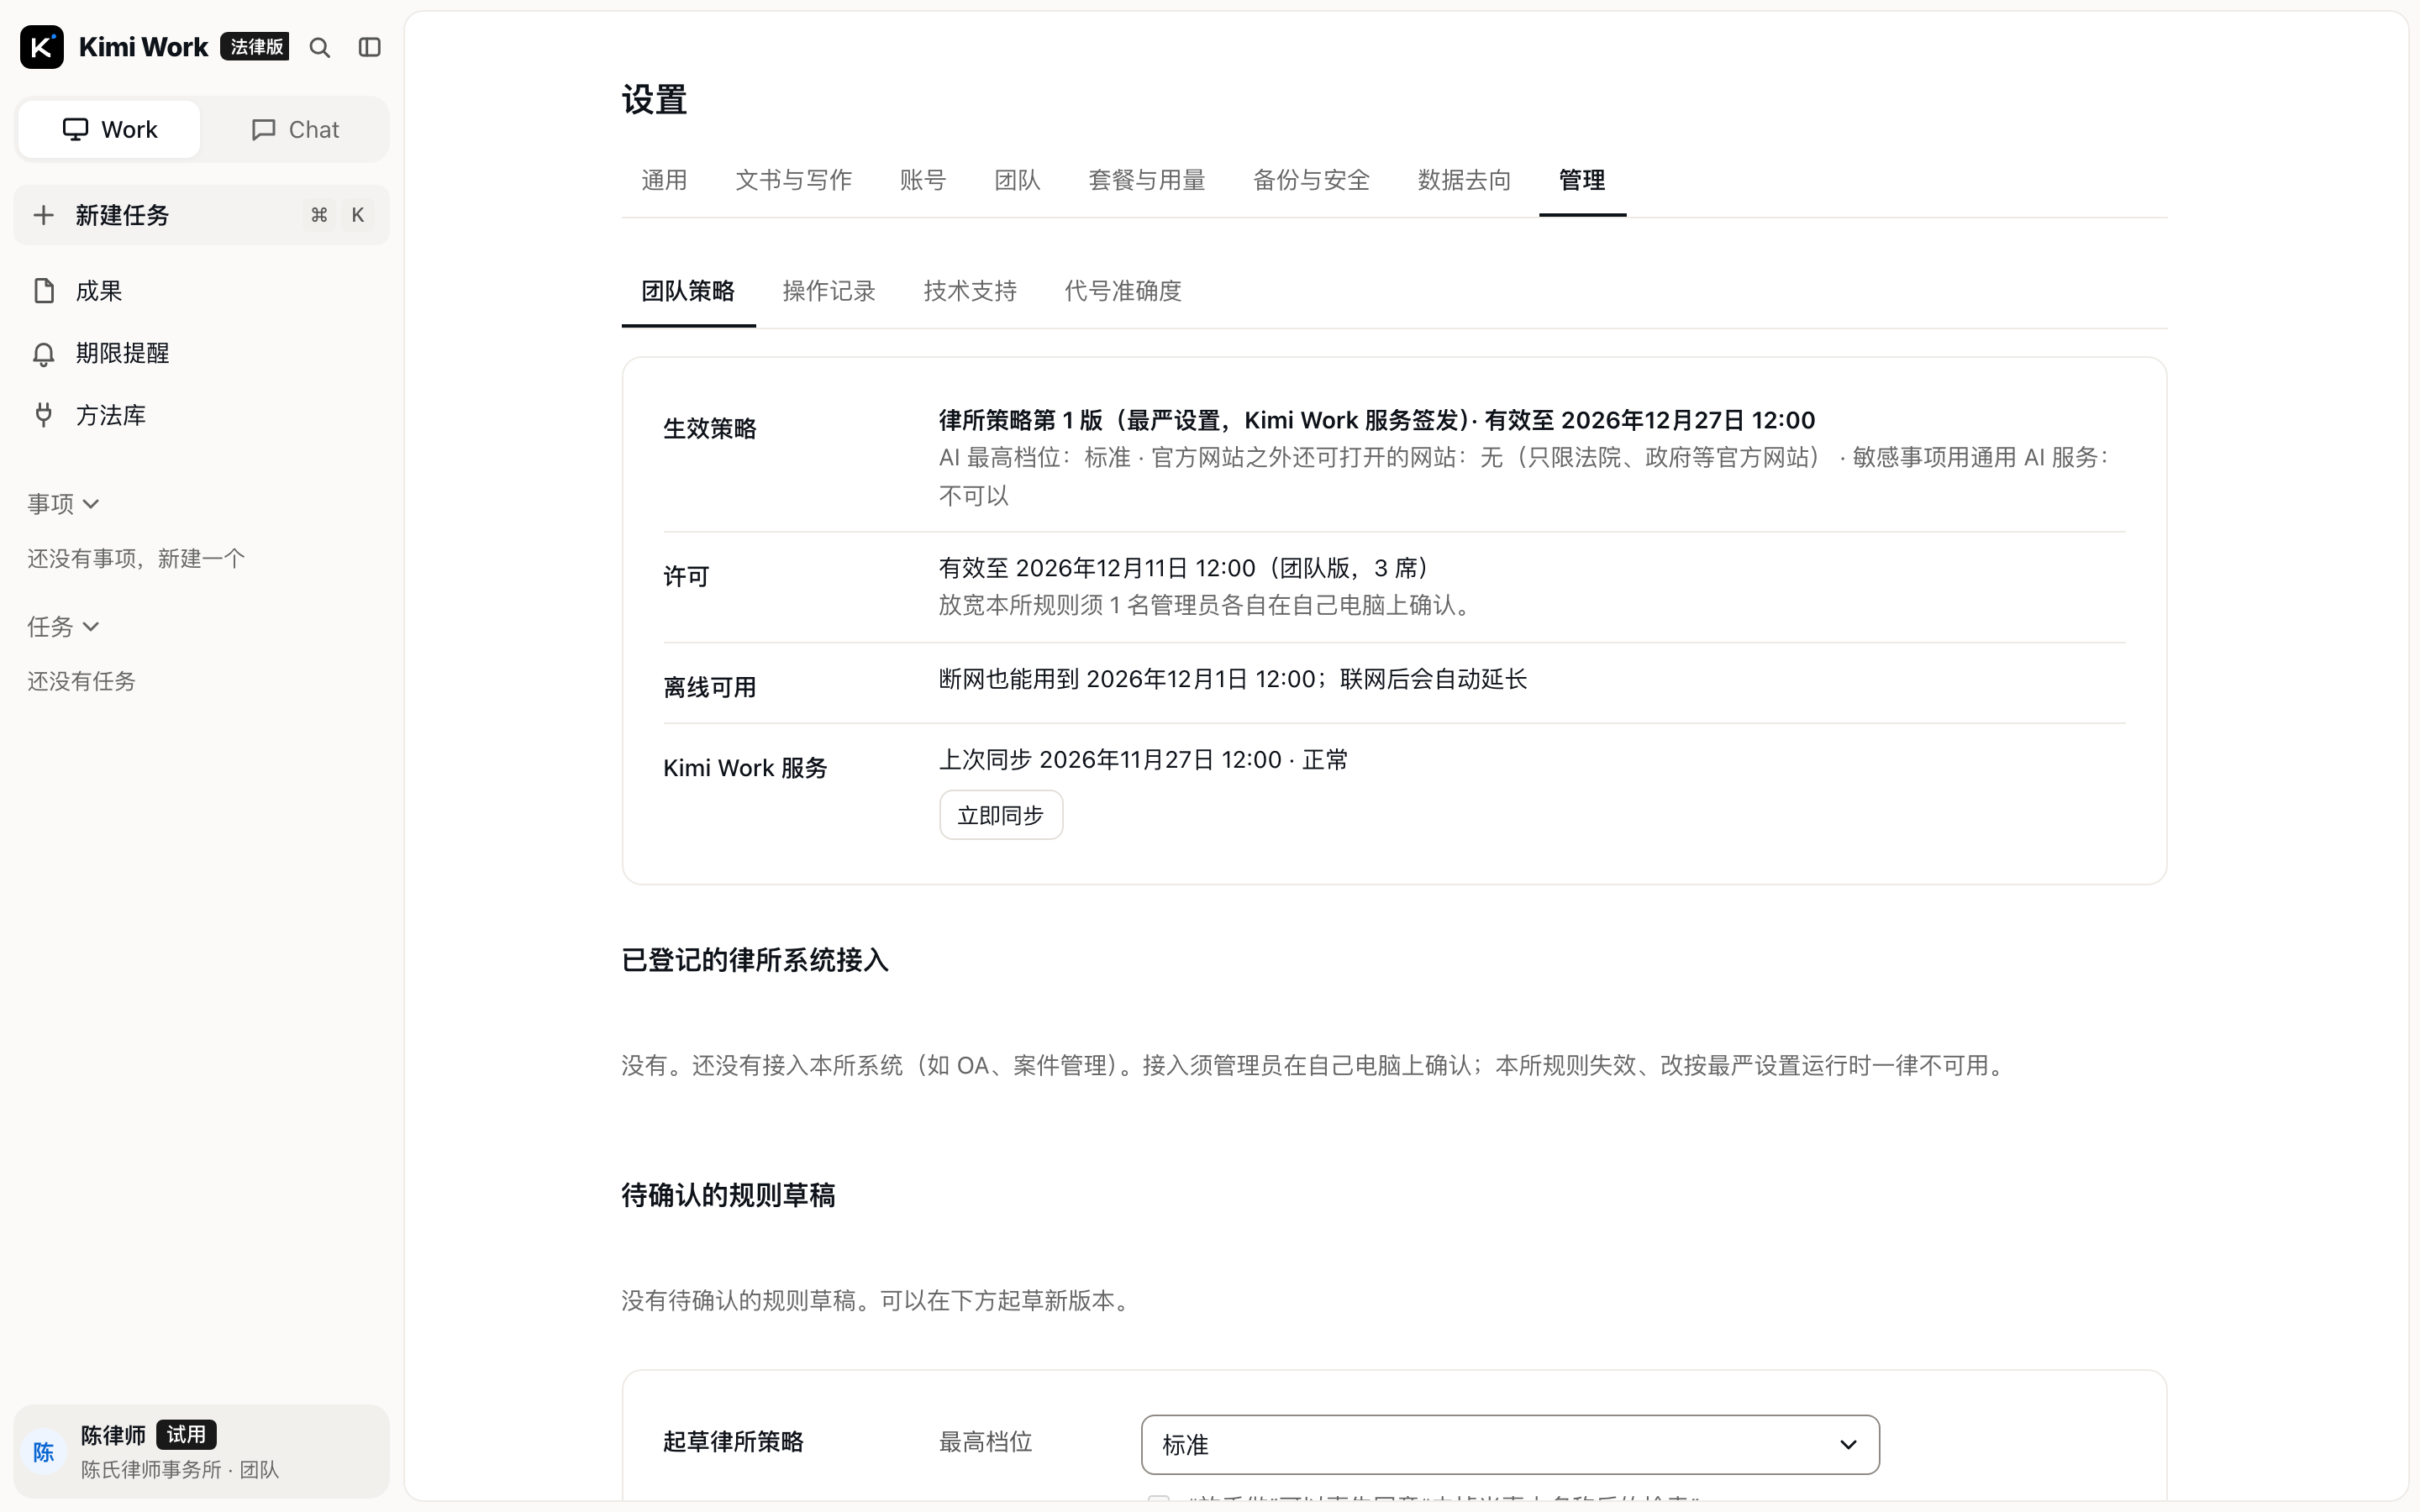 Kimi Work 法律版
Work
Chat
新建任务 ⌘ K
成果
期限提醒
方法库
事项
还没有事项，新建一个
任务
还没有任务
陈
陈律师 试用
陈氏律师事务所 · 团队
设置
通用 文书与写作 账号 团队 套餐与用量 备份与安全 数据去向 管理
团队策略 操作记录 技术支持 代号准确度
生效策略
律所策略第 1 版（最严设置，Kimi Work 服务签发）· 有效至 2026年12月27日 12:00
AI 最高档位：标准 · 官方网站之外还可打开的网站：无（只限法院、政府等官方网站） · 敏感事项用通用 AI 服务：
不可以
许可
有效至 2026年12月11日 12:00（团队版，3 席）
放宽本所规则须 1 名管理员各自在自己电脑上确认。
离线可用
断网也能用到 2026年12月1日 12:00；联网后会自动延长
Kimi Work 服务
上次同步 2026年11月27日 12:00 · 正常
立即同步
已登记的律所系统接入
没有。还没有接入本所系统（如 OA、案件管理）。接入须管理员在自己电脑上确认；本所规则失效、改按最严设置运行时一律不可用。
待确认的规则草稿
没有待确认的规则草稿。可以在下方起草新版本。
起草律所策略
最高档位
标准